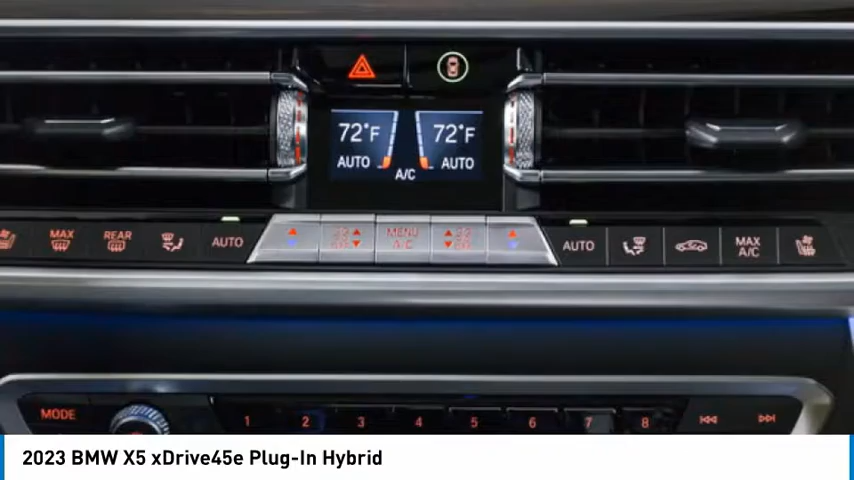 72°F 72°F
AUTO AUTO
A/C
MAX REAR AUTO MENU A/C AUTO MAX A/C
MODE 1 2 3 4 5 6 7 8
2023 BMW X5 xDrive45e Plug-In Hybrid